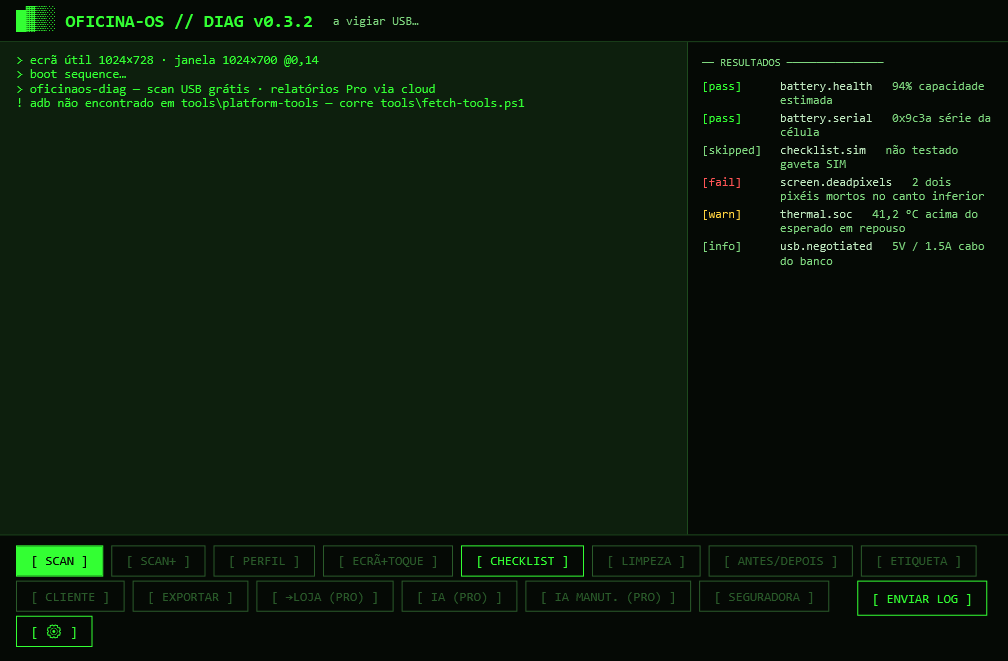 OFICINA-OS // DIAG v0.3.2 a vigiar USB…
> ecrã útil 1024×728 · janela 1024×700 @0,14
> boot sequence…
> oficinaos-diag — scan USB grátis · relatórios Pro via cloud
! adb não encontrado em tools\platform-tools — corre tools\fetch-tools.ps1
── RESULTADOS ───────────────
[pass] battery.health 94% capacidade
estimada
[pass] battery.serial 0x9c3a série da
célula
[skipped] checklist.sim não testado
gaveta SIM
[fail] screen.deadpixels 2 dois
pixéis mortos no canto inferior
[warn] thermal.soc 41,2 °C acima do
esperado em repouso
[info] usb.negotiated 5V / 1.5A cabo
do banco
[ SCAN ] [ SCAN+ ] [ PERFIL ] [ ECRÃ+TOQUE ] [ CHECKLIST ] [ LIMPEZA ] [ ANTES/DEPOIS ] [ ETIQUETA ]
[ CLIENTE ] [ EXPORTAR ] [ →LOJA (PRO) ] [ IA (PRO) ] [ IA MANUT. (PRO) ] [ SEGURADORA ] [ ENVIAR LOG ]
[ ⚙ ]